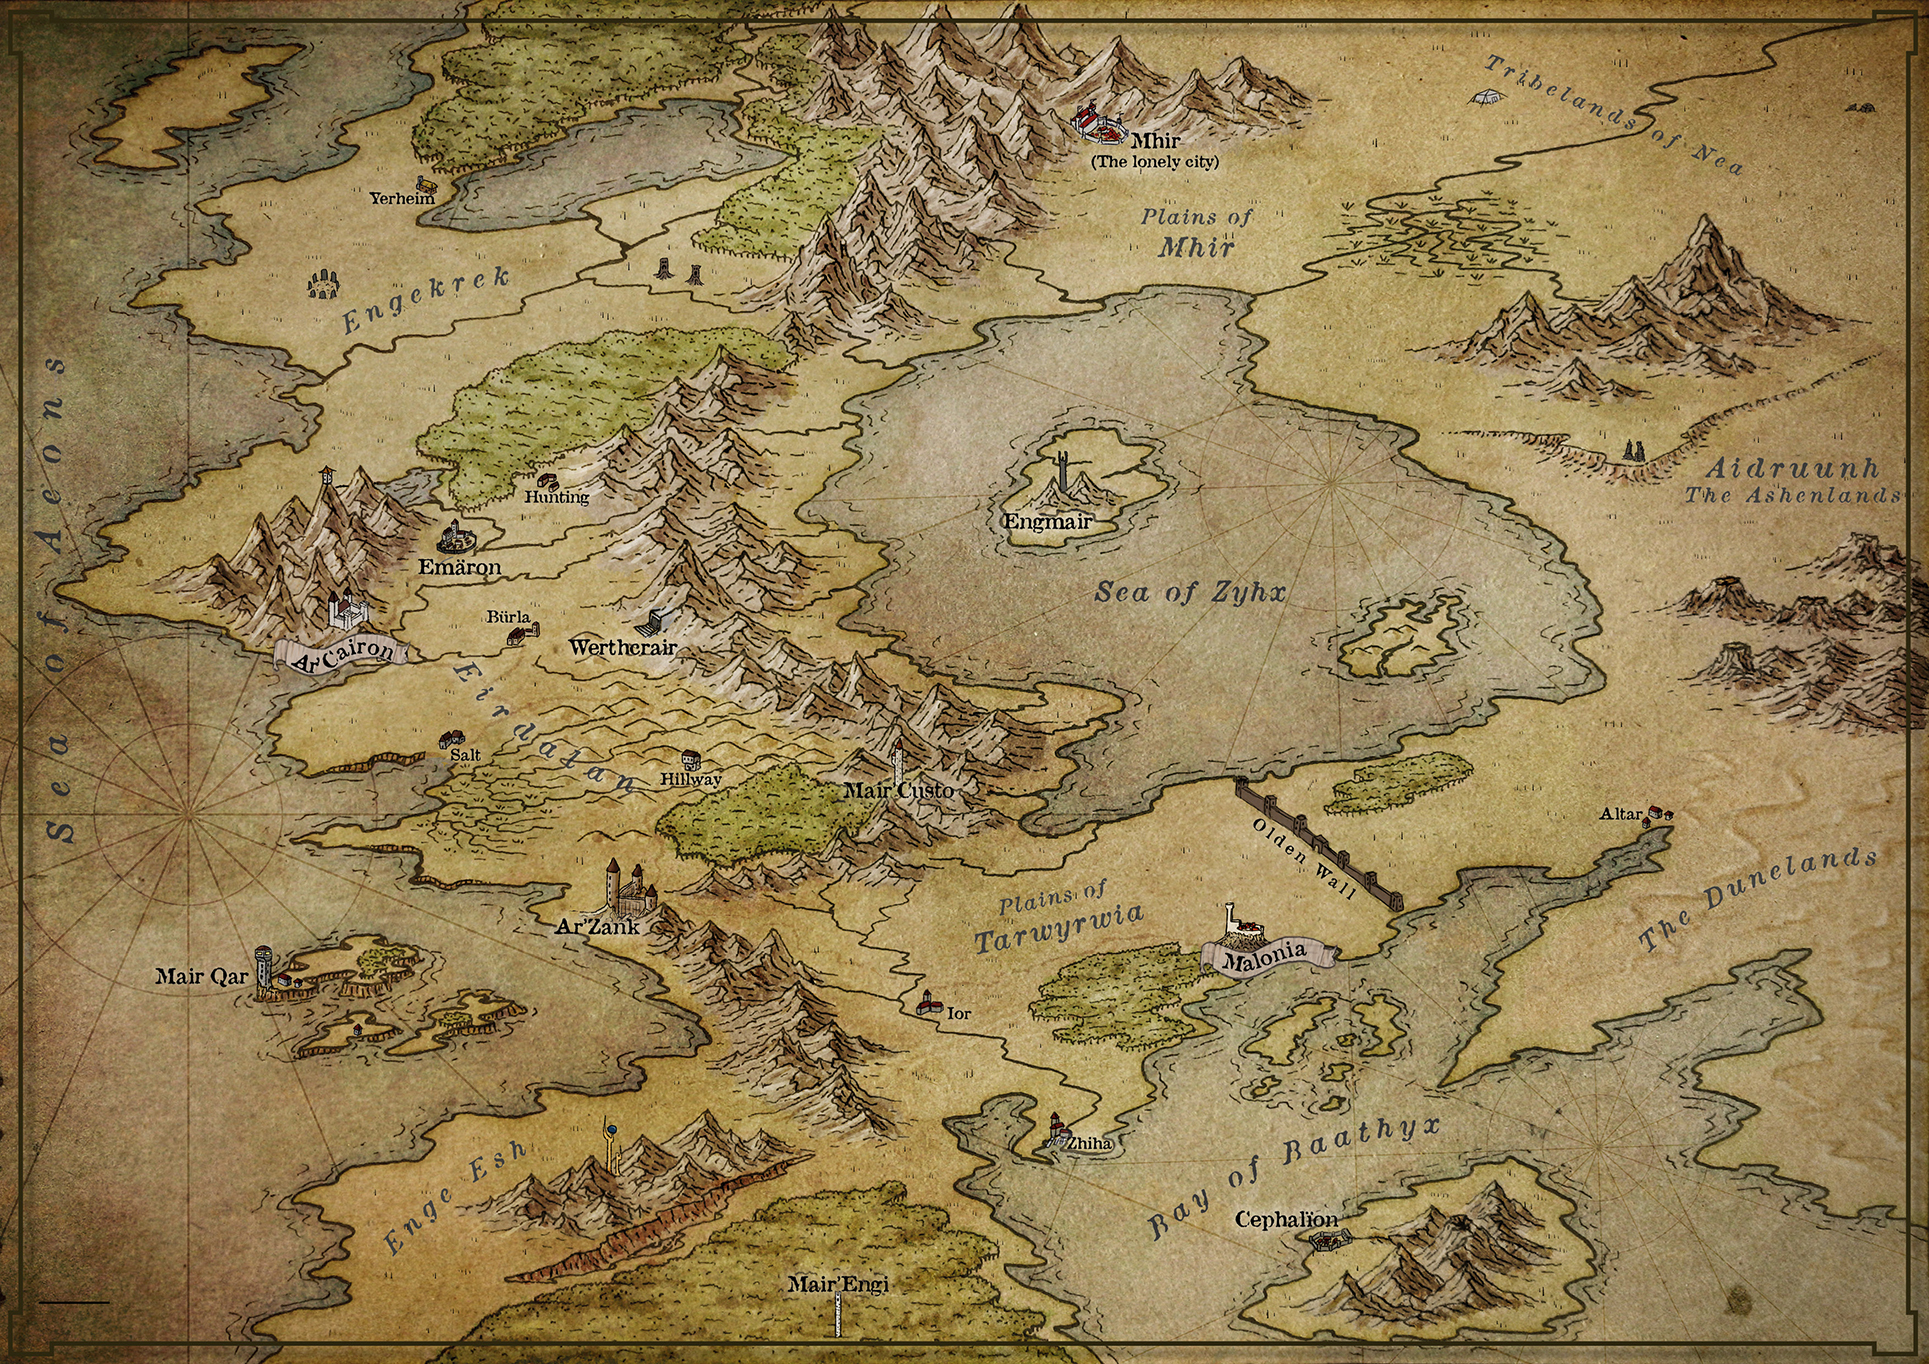 Tribelands of Nea
Mhir
(The lonely city)
Yerheim
Plains of
Mhir
Engekrek
Sea of Aeons
Aidruunh
The Ashenlands
Hunting
Engmair
Emäron
Sea of Zyhx
Bürla
Werthcrair
Ar'Cairon
Eirdalan
Salt
Hillway
Mair'Custo
Altar
Olden Wall
The Dunelands
Plains of
Tarwyrwia
Ar'Zank
Malonia
Mair Qar
Ior
Zhiha
Bay of Baathyx
Enge Esh
Cephalïon
Mair'Engi